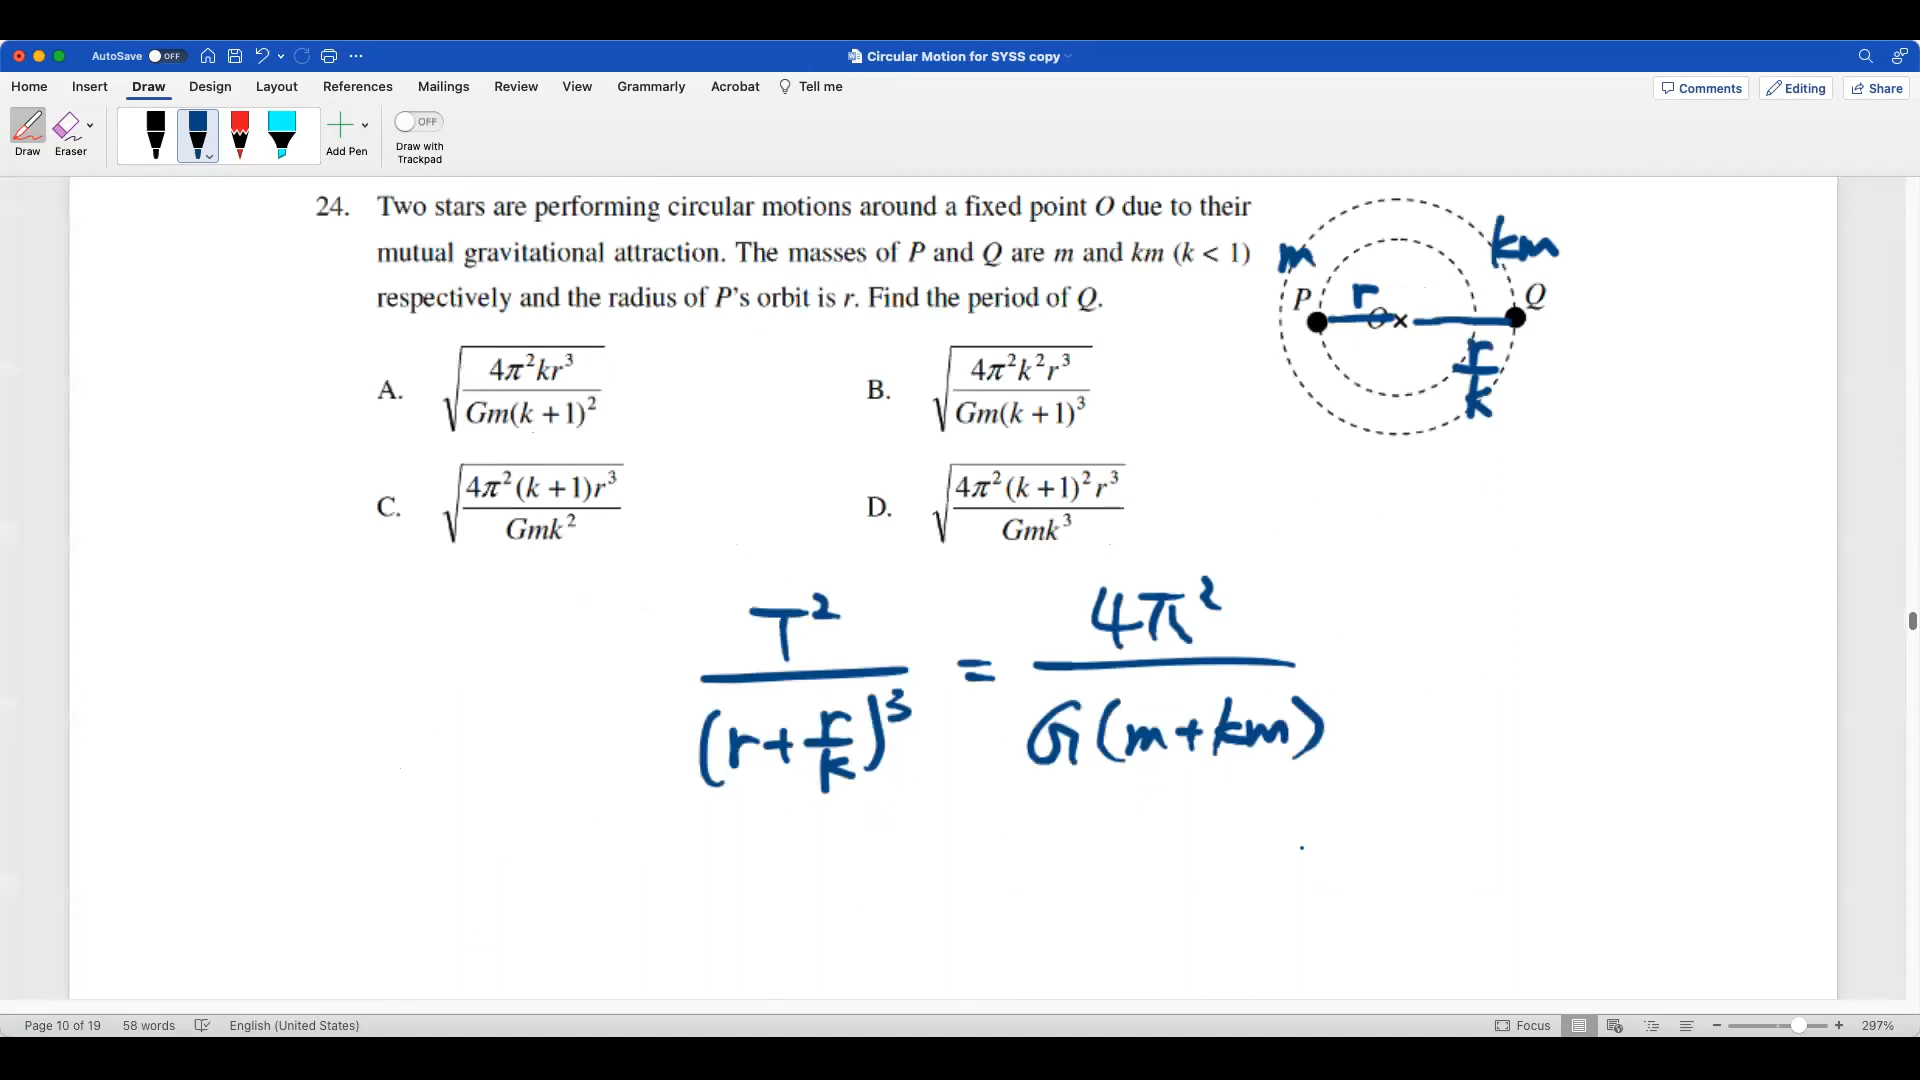 AutoSave OFF
Circular Motion for SYSS copy
Home Insert Draw Design Layout References Mailings Review View Grammarly Acrobat Tell me
Comments Editing Share
Draw Eraser Add Pen OFF Draw with Trackpad
24. Two stars are performing circular motions around a fixed point O due to their
mutual gravitational attraction. The masses of P and Q are m and km (k < 1)
respectively and the radius of P's orbit is r. Find the period of Q.
m km
P r O × Q
r/k
A. √(4π²kr³ / Gm(k+1)²) B. √(4π²k²r³ / Gm(k+1)³)
C. √(4π²(k+1)r³ / Gmk²) D. √(4π²(k+1)²r³ / Gmk³)
T² / (r + r/k)³ = 4π² / G(m+km)
Page 10 of 19 58 words English (United States) Focus 297%